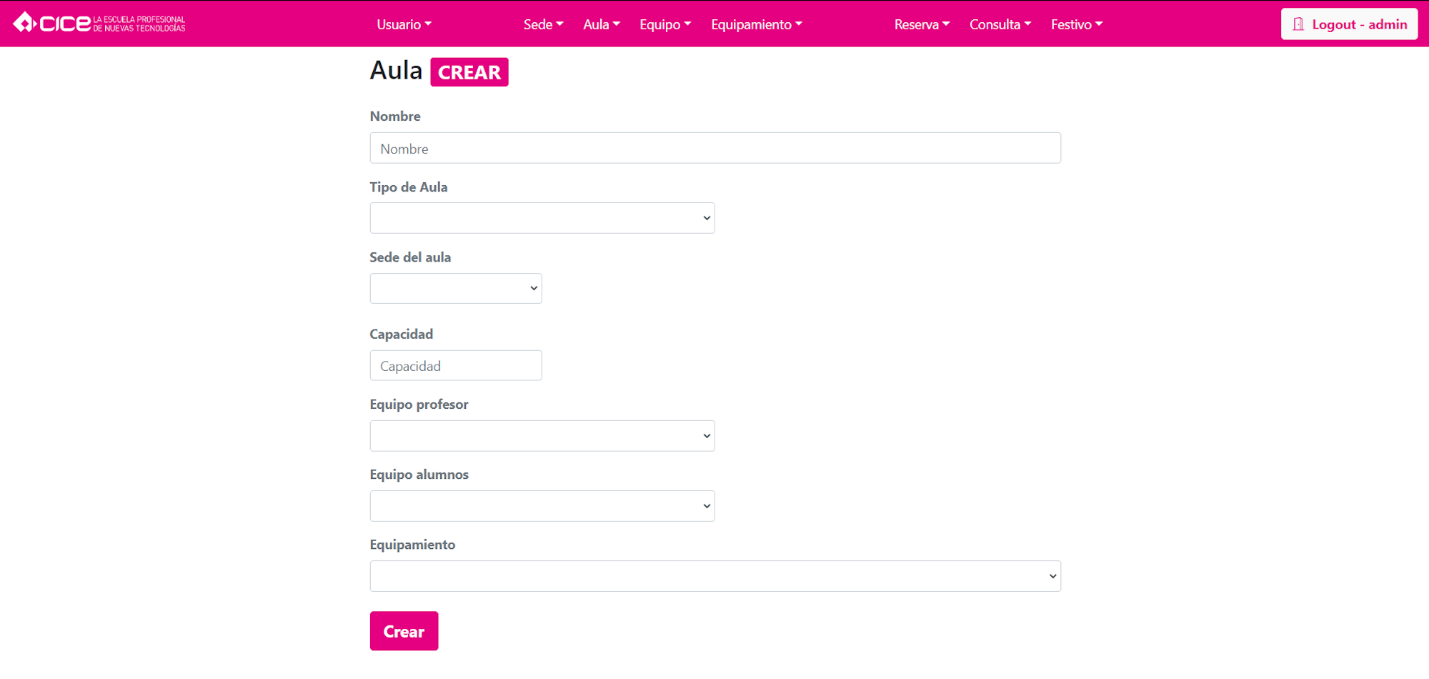 CICE LA ESCUELA PROFESIONAL
DE NUEVAS TECNOLOGÍAS
Usuario Sede Aula Equipo Equipamiento Reserva Consulta Festivo Logout - admin
Aula CREAR
Nombre
Nombre
Tipo de Aula
Sede del aula
Capacidad
Capacidad
Equipo profesor
Equipo alumnos
Equipamiento
Crear